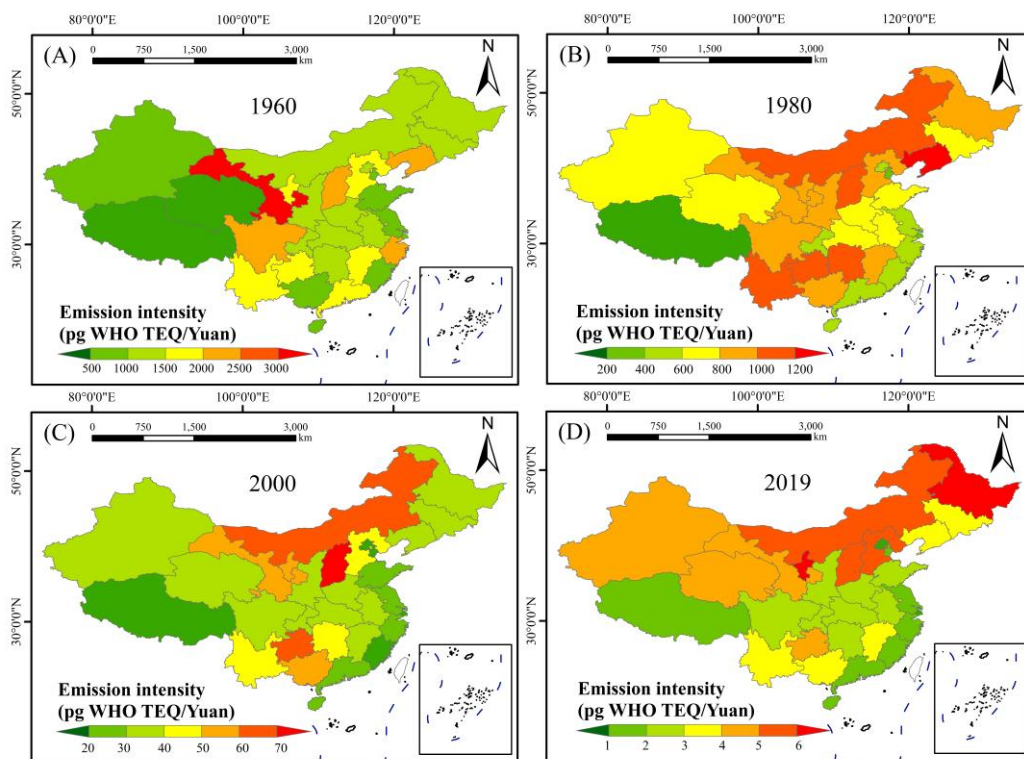 80°0'0"E 100°0'0"E 120°0'0"E
(A)
0 750 1,500 3,000
km
N
50°0'0"N
1960
30°0'0"N
Emission intensity
(pg WHO TEQ/Yuan)
500 1000 1500 2000 2500 3000
80°0'0"E 100°0'0"E 120°0'0"E
(B)
0 750 1,500 3,000
km
N
50°0'0"N
1980
30°0'0"N
Emission intensity
(pg WHO TEQ/Yuan)
200 400 600 800 1000 1200
80°0'0"E 100°0'0"E 120°0'0"E
(C)
0 750 1,500 3,000
km
N
50°0'0"N
2000
30°0'0"N
Emission intensity
(pg WHO TEQ/Yuan)
20 30 40 50 60 70
80°0'0"E 100°0'0"E 120°0'0"E
(D)
0 750 1,500 3,000
km
N
50°0'0"N
2019
30°0'0"N
Emission intensity
(pg WHO TEQ/Yuan)
1 2 3 4 5 6